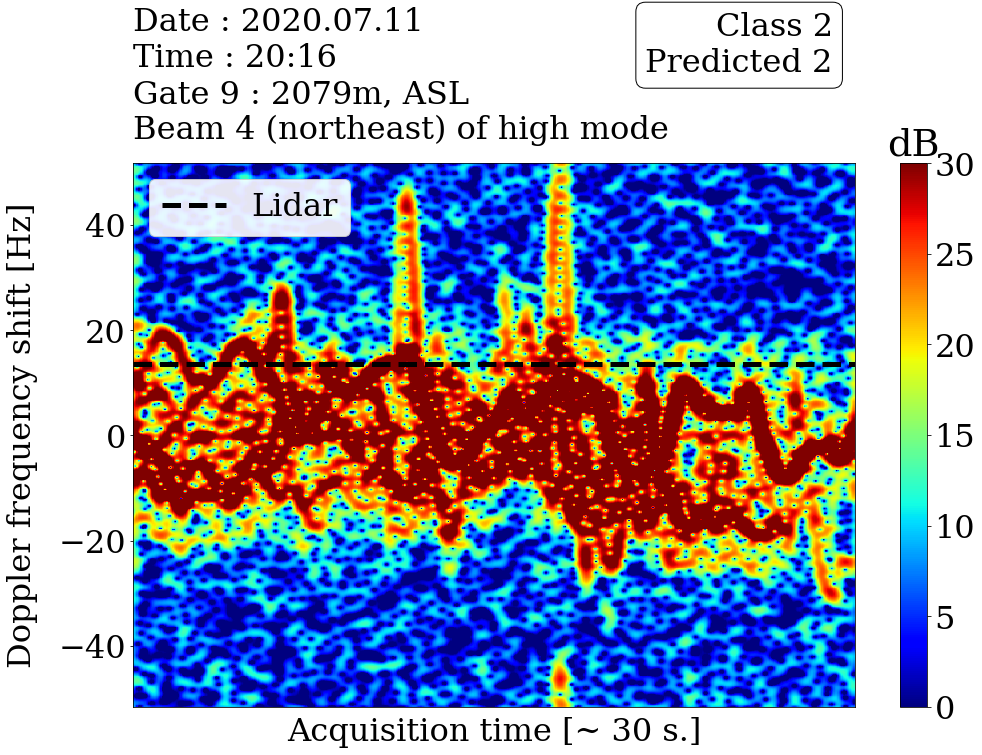 Date : 2020.07.11
Time : 20:16
Gate 9 : 2079m, ASL
Beam 4 (northeast) of high mode
Class 2
Predicted 2
dB
Lidar
Doppler frequency shift [Hz]
40
20
0
−20
−40
30
25
20
15
10
5
0
Acquisition time [~ 30 s.]